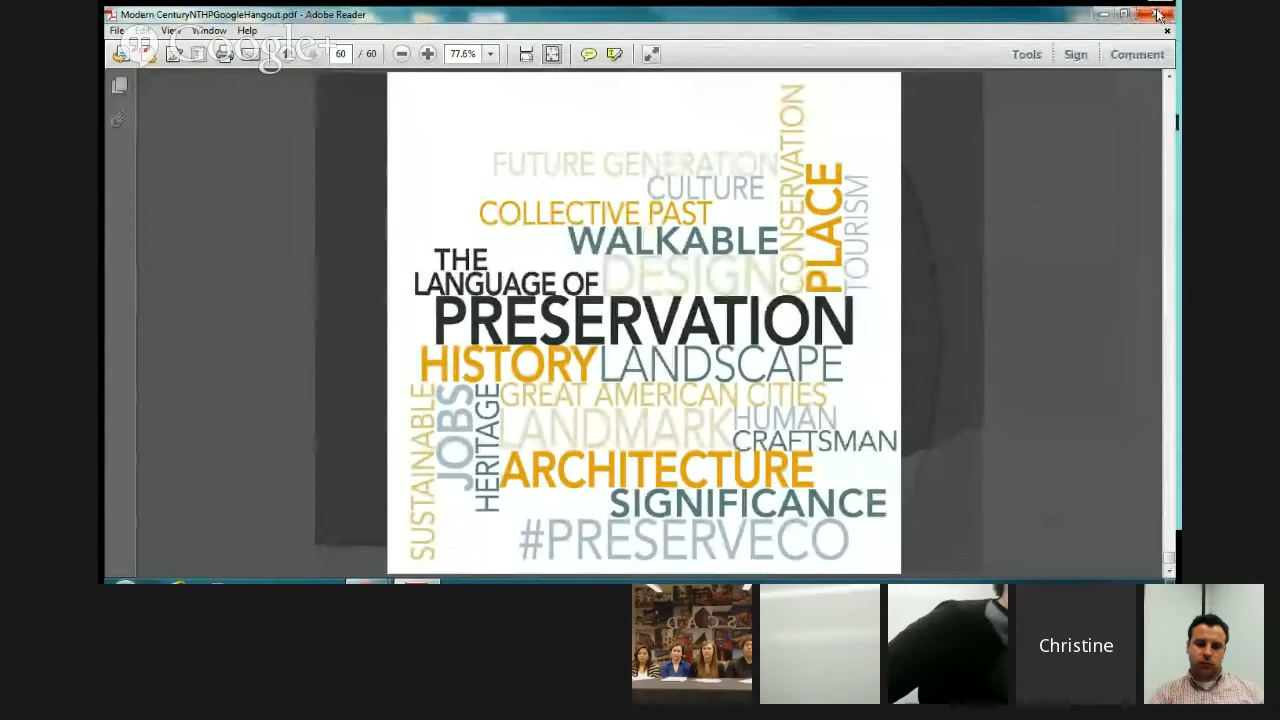 Modern CenturyNTHPGoogleHangout.pdf - Adobe Reader
File Edit View Window Help
Google+
60 / 60
77.6%
Tools Sign Comment
FUTURE GENERATION
CULTURE
CONSERVATION
PLACE
TOURISM
COLLECTIVE PAST
WALKABLE
THE
LANGUAGE OF
DESIGN
PRESERVATION
HISTORY LANDSCAPE
SUSTAINABLE
JOBS
HERITAGE
GREAT AMERICAN CITIES
LANDMARK
HUMAN
CRAFTSMAN
ARCHITECTURE
SIGNIFICANCE
#PRESERVECO
Christine